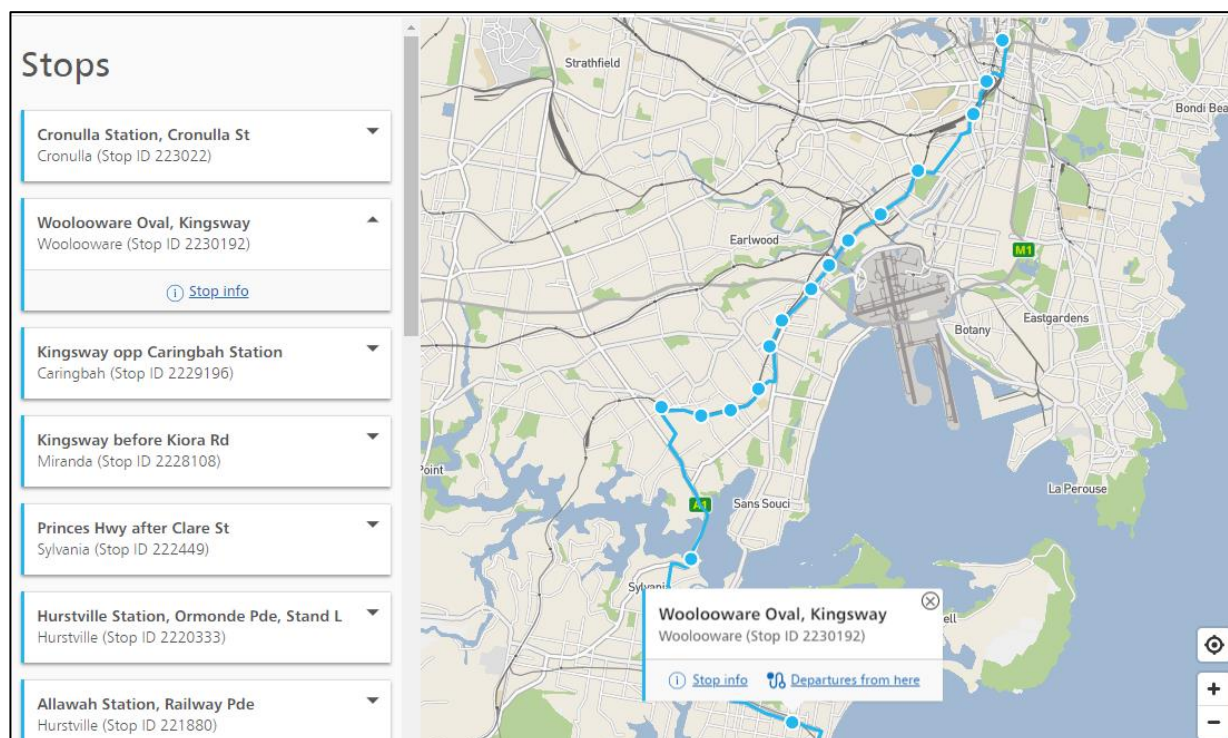 Stops
Cronulla Station, Cronulla St
Cronulla (Stop ID 223022)
Woolooware Oval, Kingsway
Woolooware (Stop ID 2230192)
Stop info
Kingsway opp Caringbah Station
Caringbah (Stop ID 2229196)
Kingsway before Kiora Rd
Miranda (Stop ID 2228108)
Princes Hwy after Clare St
Sylvania (Stop ID 222449)
Hurstville Station, Ormonde Pde, Stand L
Hurstville (Stop ID 2220333)
Allawah Station, Railway Pde
Hurstville (Stop ID 221880)
Strathfield
Bondi Bea
Earlwood
M1
Eastgardens
Botany
La Perouse
Point
A1
Sans Souci
Sylvania
ell
Woolooware Oval, Kingsway
Woolooware (Stop ID 2230192)
Stop info
Departures from here